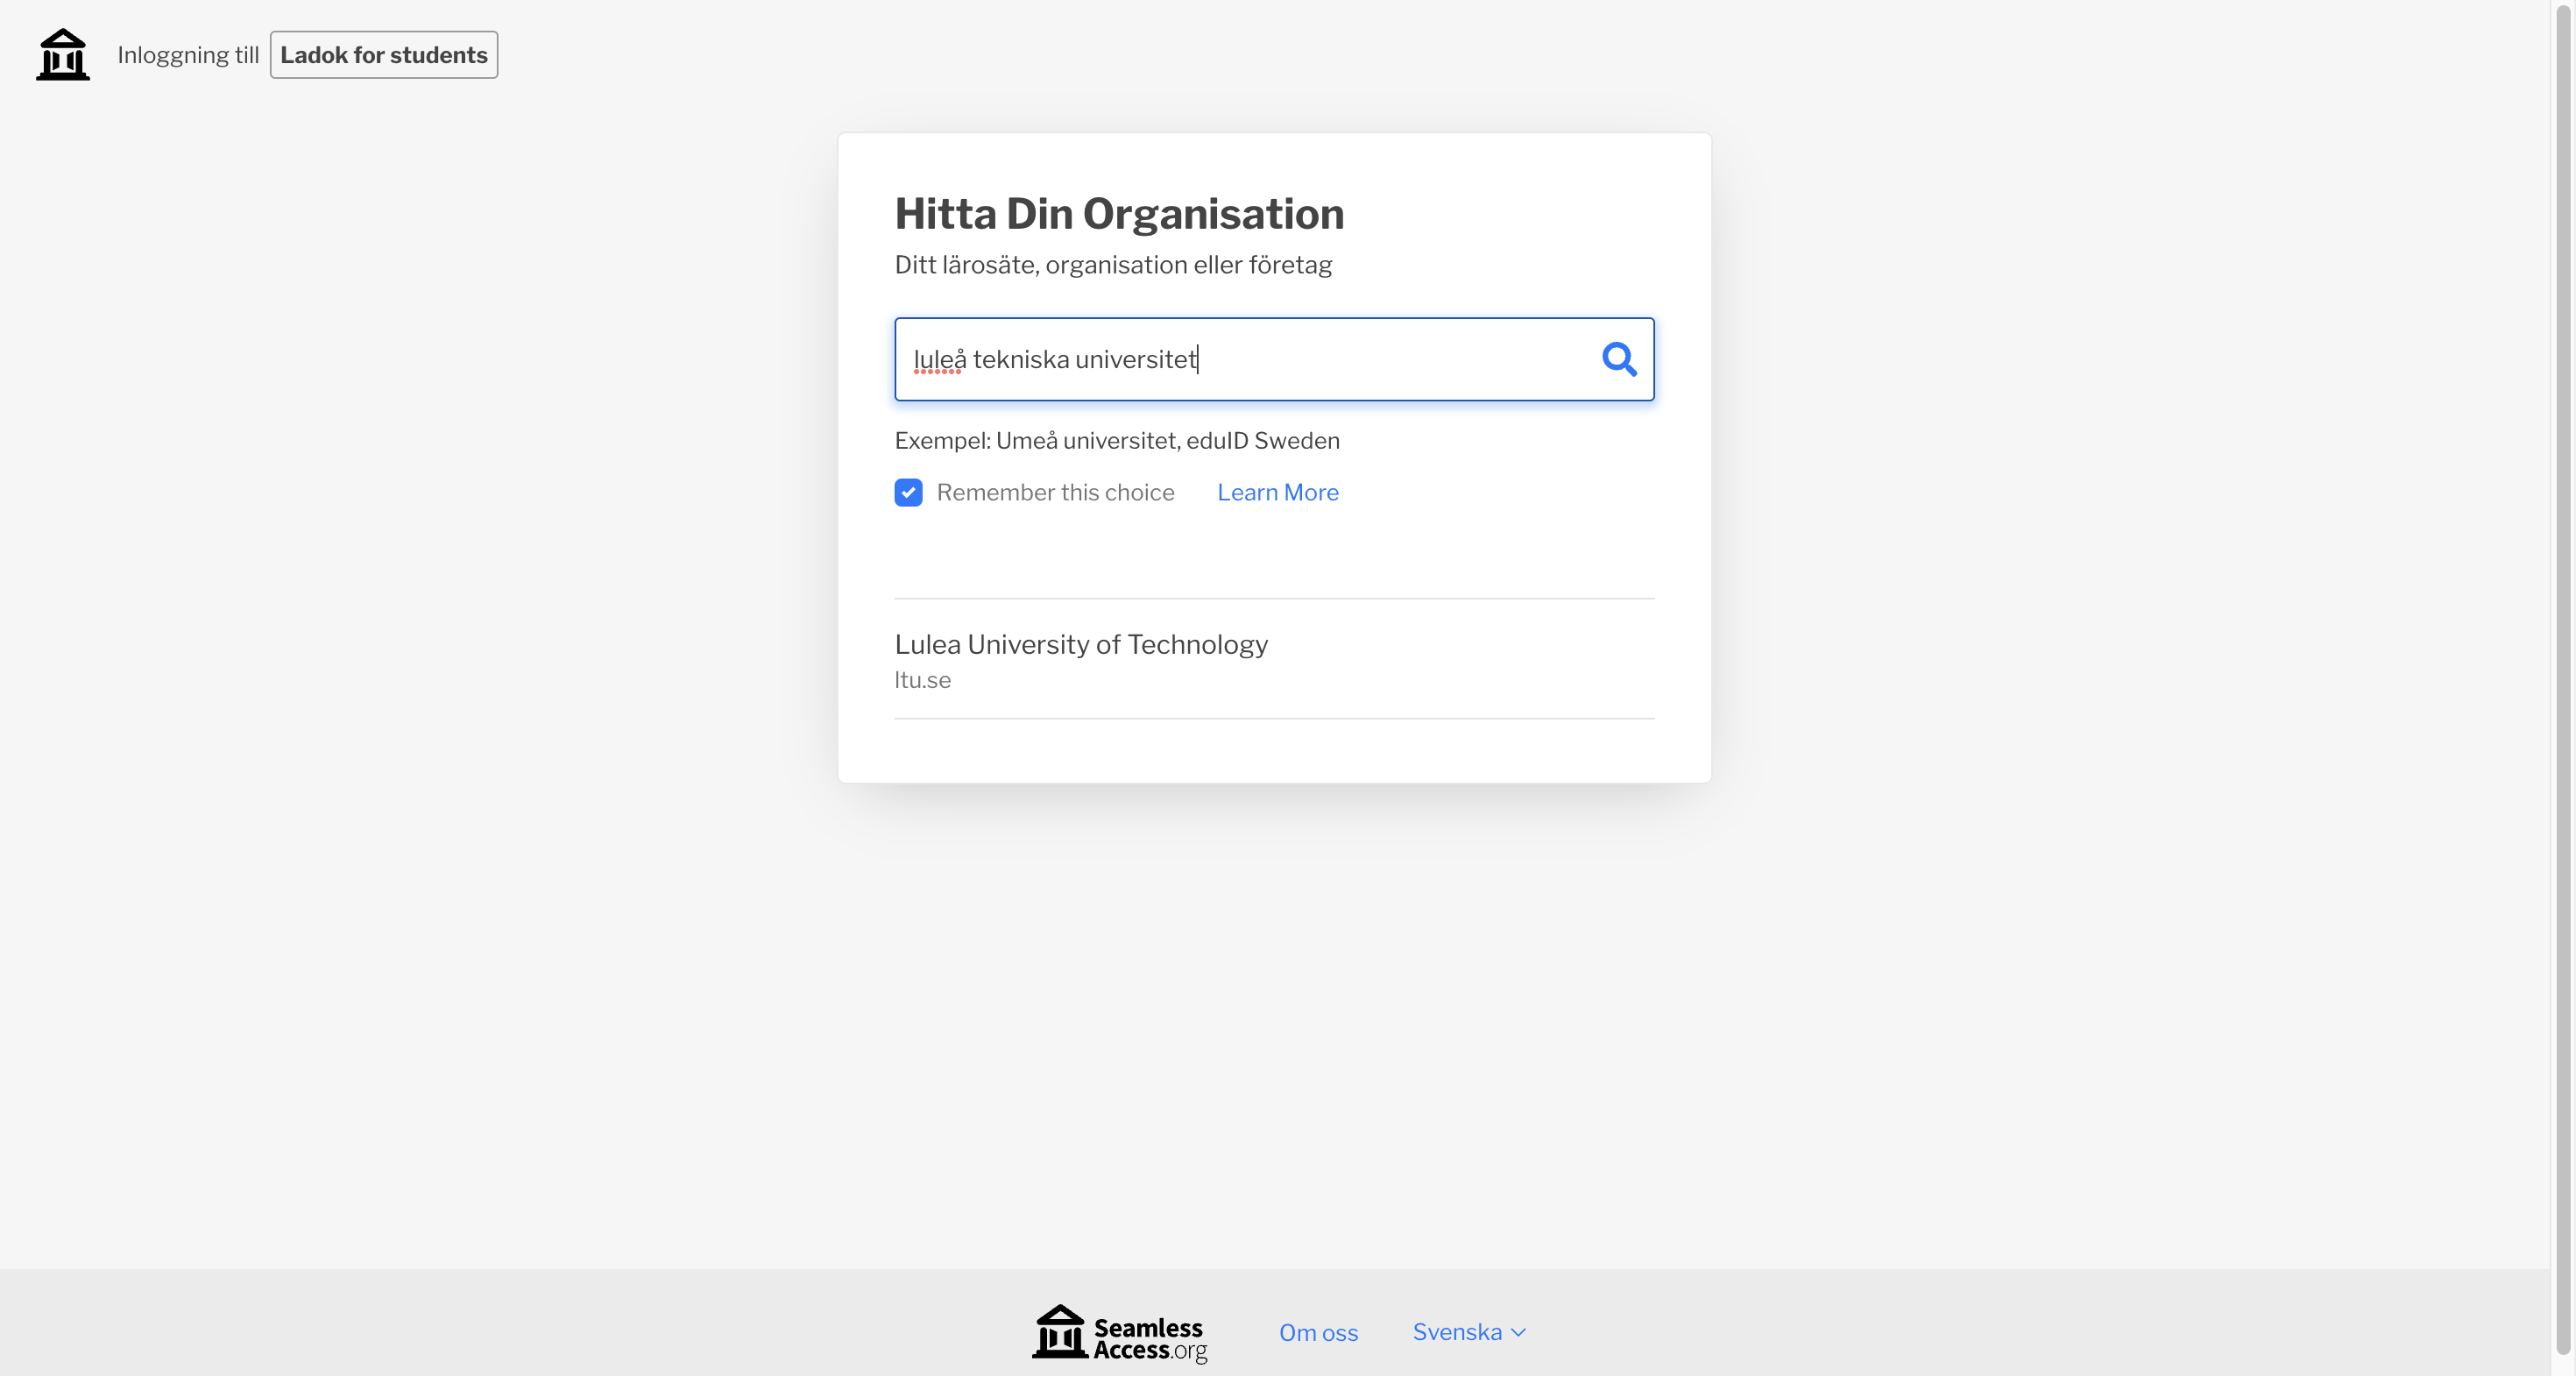 Inloggning till Ladok for students
Hitta Din Organisation
Ditt lärosäte, organisation eller företag
luleå tekniska universitet
Exempel: Umeå universitet, eduID Sweden
Remember this choice Learn More
Lulea University of Technology
ltu.se
Seamless
Access.org
Om oss
Svenska